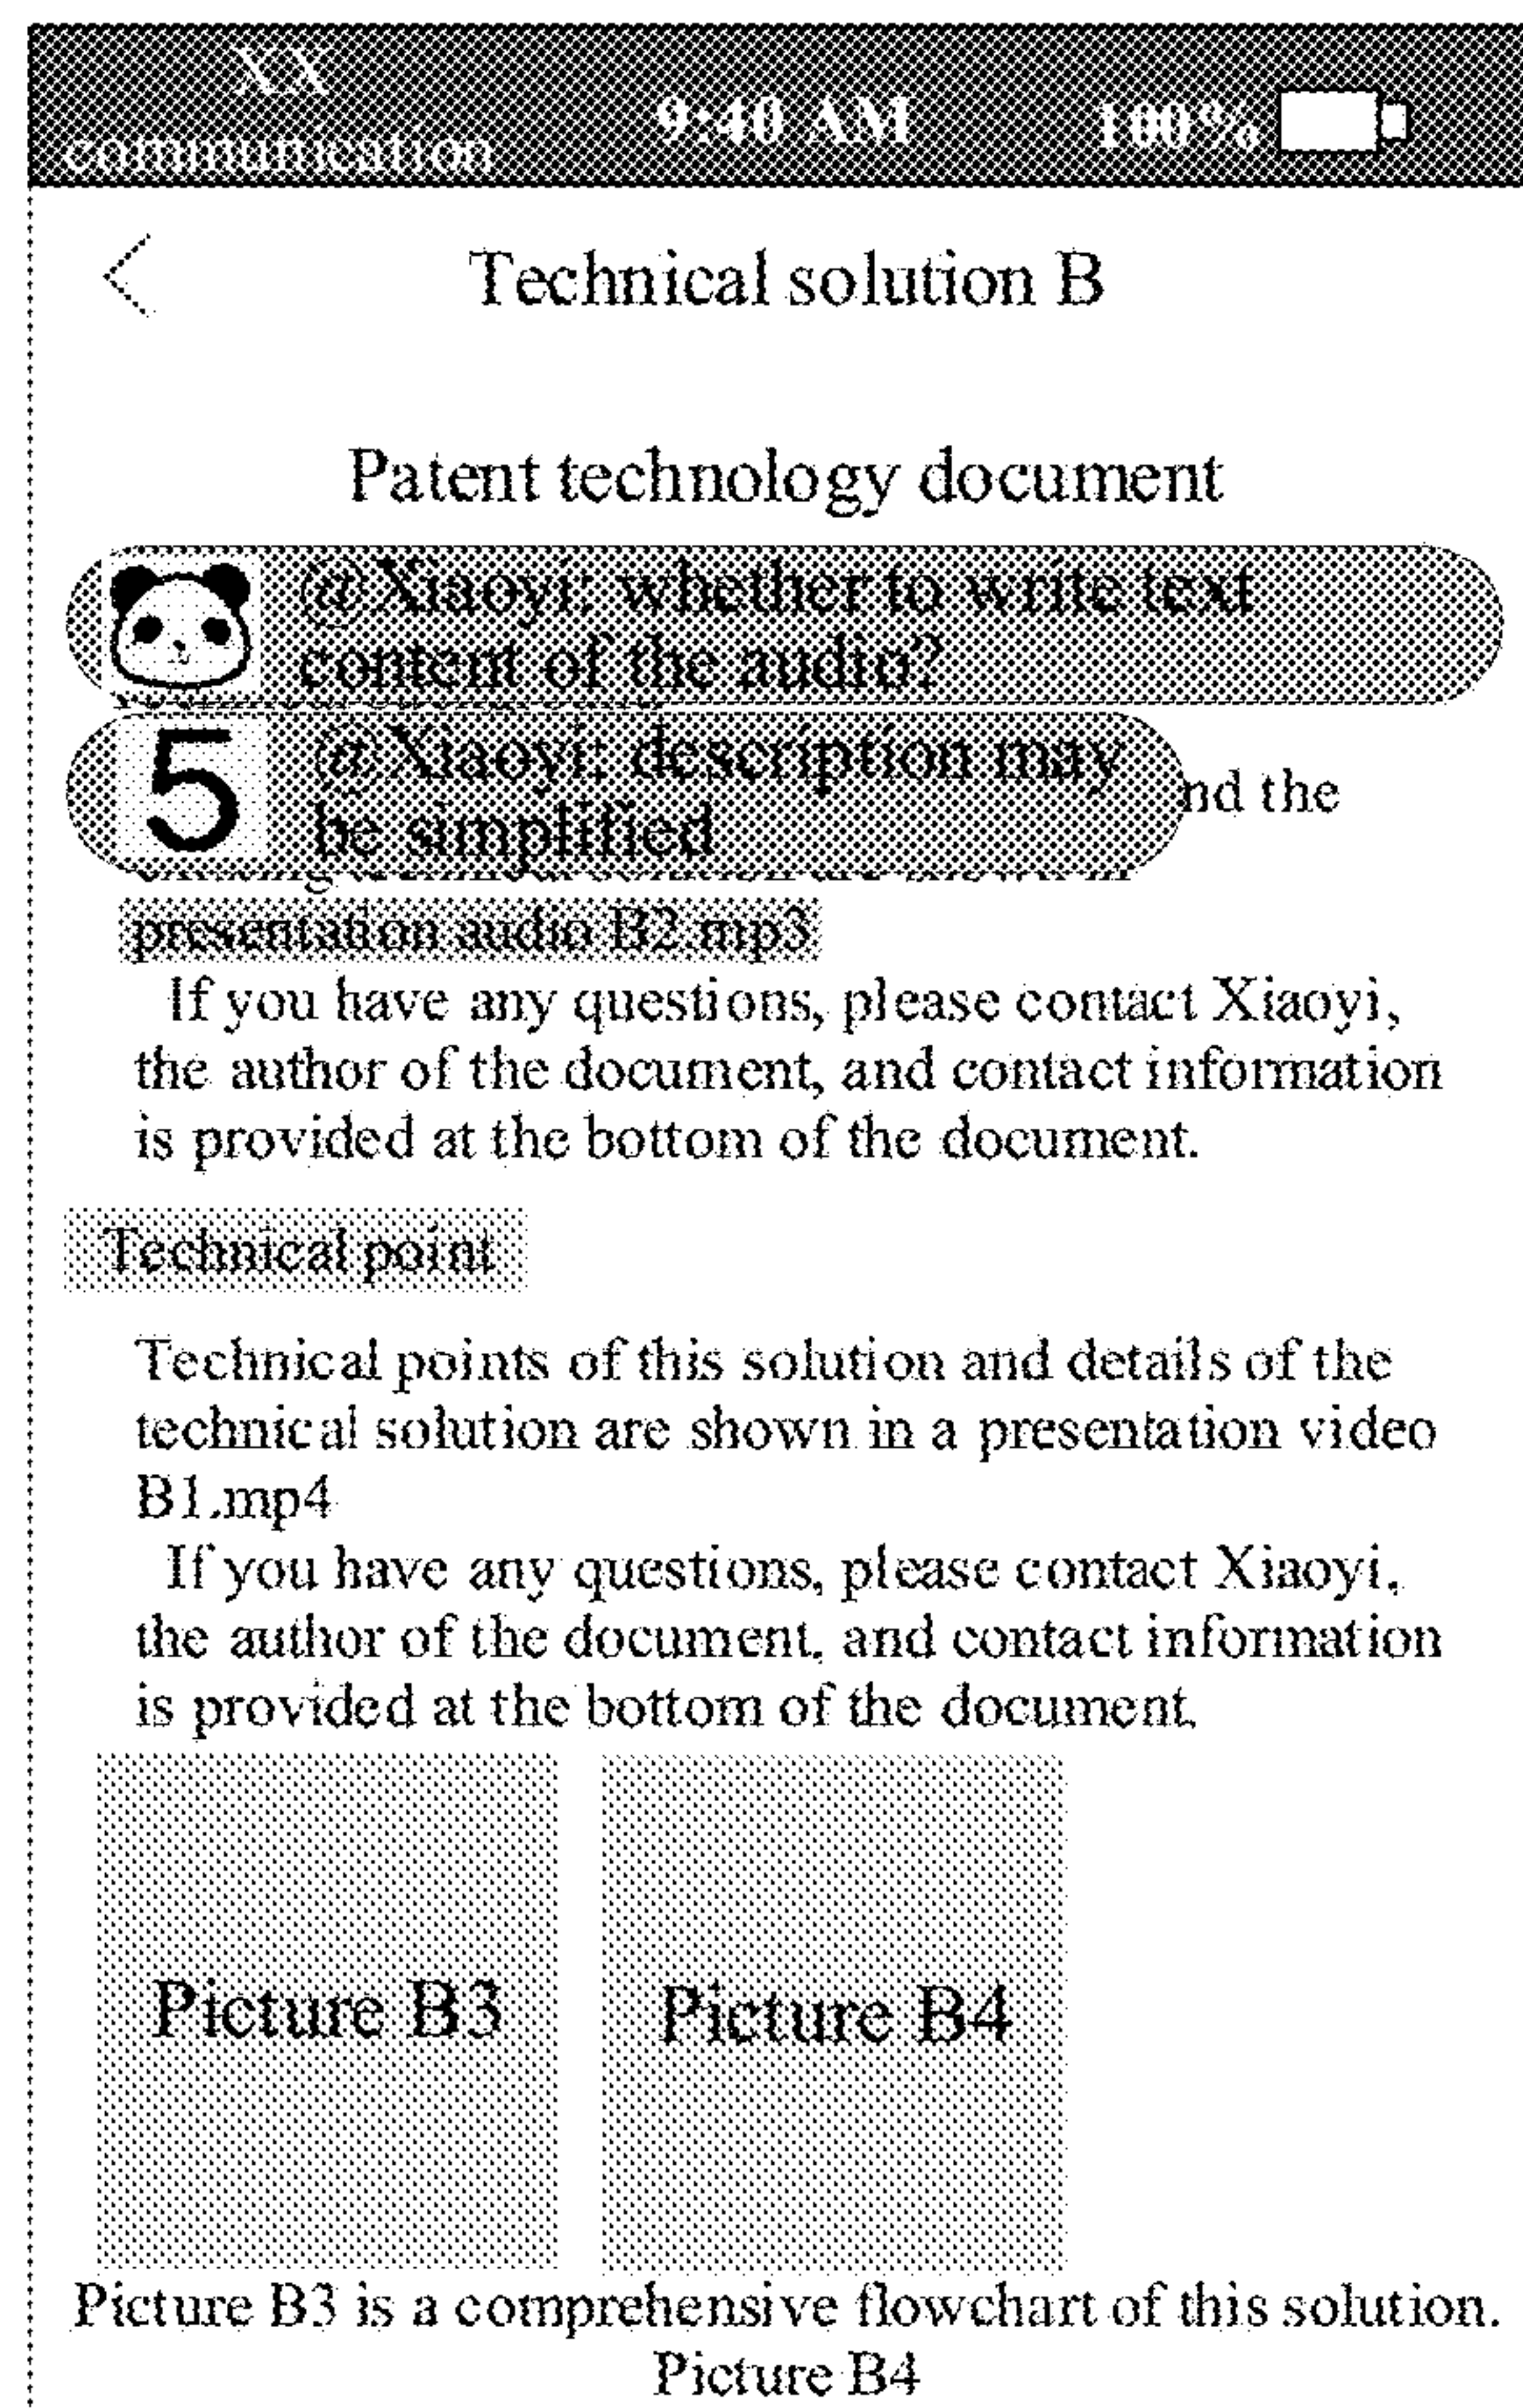 XX
communication
9:40 AM
100%
<
Technical solution B
Patent technology document
@Xiaoyi: whether to write text
content of the audio?
5
@Xiaoyi: description may
be simplified
nd the
presentation audio B2.mp3
If you have any questions, please contact Xiaoyi,
the author of the document, and contact information
is provided at the bottom of the document.
Technical point
Technical points of this solution and details of the
technical solution are shown in a presentation video
B1.mp4
If you have any questions, please contact Xiaoyi,
the author of the document, and contact information
is provided at the bottom of the document.
Picture B3
Picture B4
Picture B3 is a comprehensive flowchart of this solution.
Picture B4